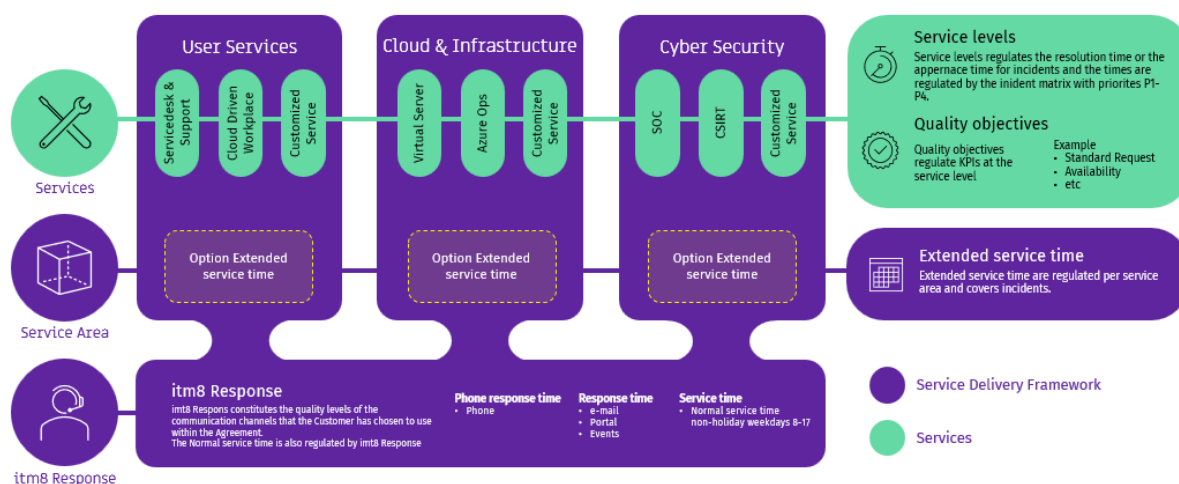 User Services
Cloud & Infrastructure
Cyber Security
Servicedesk &
Support
Cloud Driven
Workplace
Customized
Service
Virtual Server
Azure Ops
Customized
Service
SOC
CSIRT
Customized
Service
Services
Service levels
Service levels regulates the resolution time or the
appernace time for incidents and the times are
regulated by the inident matrix with priorites P1-
P4.
Quality objectives
Quality objectives
regulate KPIs at the
service level
Example
• Standard Request
• Availability
• etc
Option Extended
service time
Option Extended
service time
Option Extended
service time
Service Area
Extended service time
Extended service time are regulated per service
area and covers incidents.
itm8 Response
imt8 Respons constitutes the quality levels of the
communication channels that the Customer has chosen to use
within the Agreement.
The Normal service time is also regulated by imt8 Response
Phone response time
• Phone
Response time
• e-mail
• Portal
• Events
Service time
• Normal service time
non-holiday weekdays 8-17
itm8 Response
Service Delivery Framework
Services